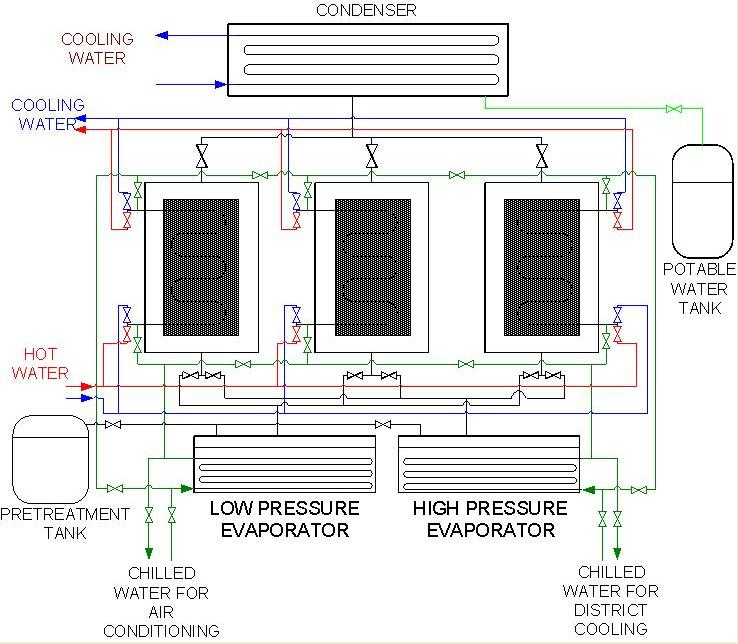 CONDENSER
COOLING
WATER
COOLING
WATER
POTABLE
WATER
TANK
HOT
WATER
PRETREATMENT
TANK
LOW PRESSURE
EVAPORATOR
HIGH PRESSURE
EVAPORATOR
CHILLED
WATER FOR
AIR
CONDITIONING
CHILLED
WATER FOR
DISTRICT
COOLING